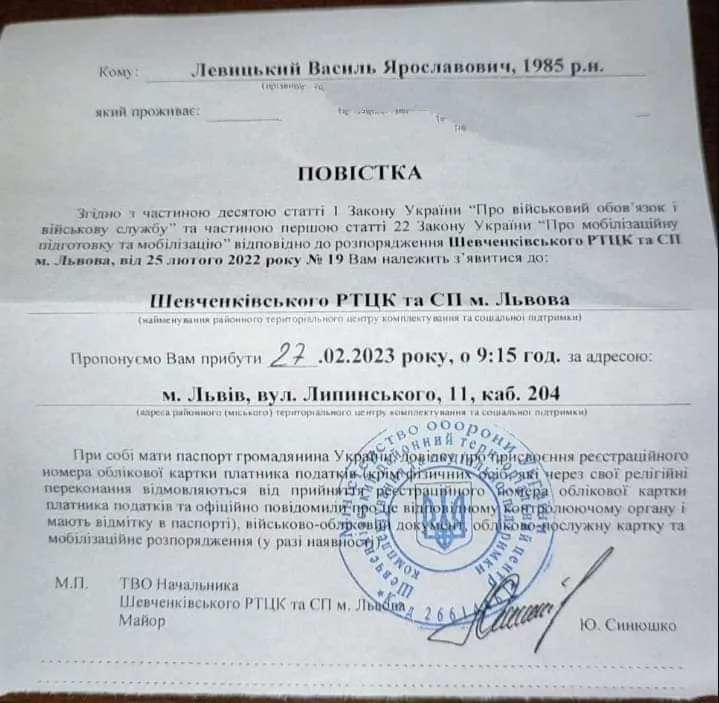 Кому: Левицький Василь Ярославович, 1985 р.н.
який проживає:
ПОВІСТКА
Згідно з частиною десятою статті 1 Закону України “Про військовий обов’язок і
військову службу” та частиною першою статті 22 Закону України “Про мобілізаційну
підготовку та мобілізацію” відповідно до розпорядження Шевченківського РТЦК та СП
м. Львова, від 25 лютого 2022 року № 19 Вам належить з’явитися до:
Шевченківського РТЦК та СП м. Львова
(найменування районного територіального центру комплектування та соціальної підтримки)
Пропонуємо Вам прибути 27.02.2023 року, о 9:15 год. за адресою:
м. Львів, вул. Липинського, 11, каб. 204
(адреса районного (міського) територіального центру комплектування та соціальної підтримки)
При собі мати паспорт громадянина України, довідку про присвоєння реєстраційного
номера облікової картки платника податків (крім фізичних осіб, які через свої релігійні
переконання відмовляються від прийняття реєстраційного номера облікової картки
платника податків та офіційно повідомили про це відповідному контролюючому органу і
мають відмітку в паспорті), військово-обліковий документ, обліково-послужну картку та
мобілізаційне розпорядження (у разі наявності).
М.П. ТВО Начальника
Шевченківського РТЦК та СП м. Львова
Майор Ю. Синюшко
Міністерство оборони України